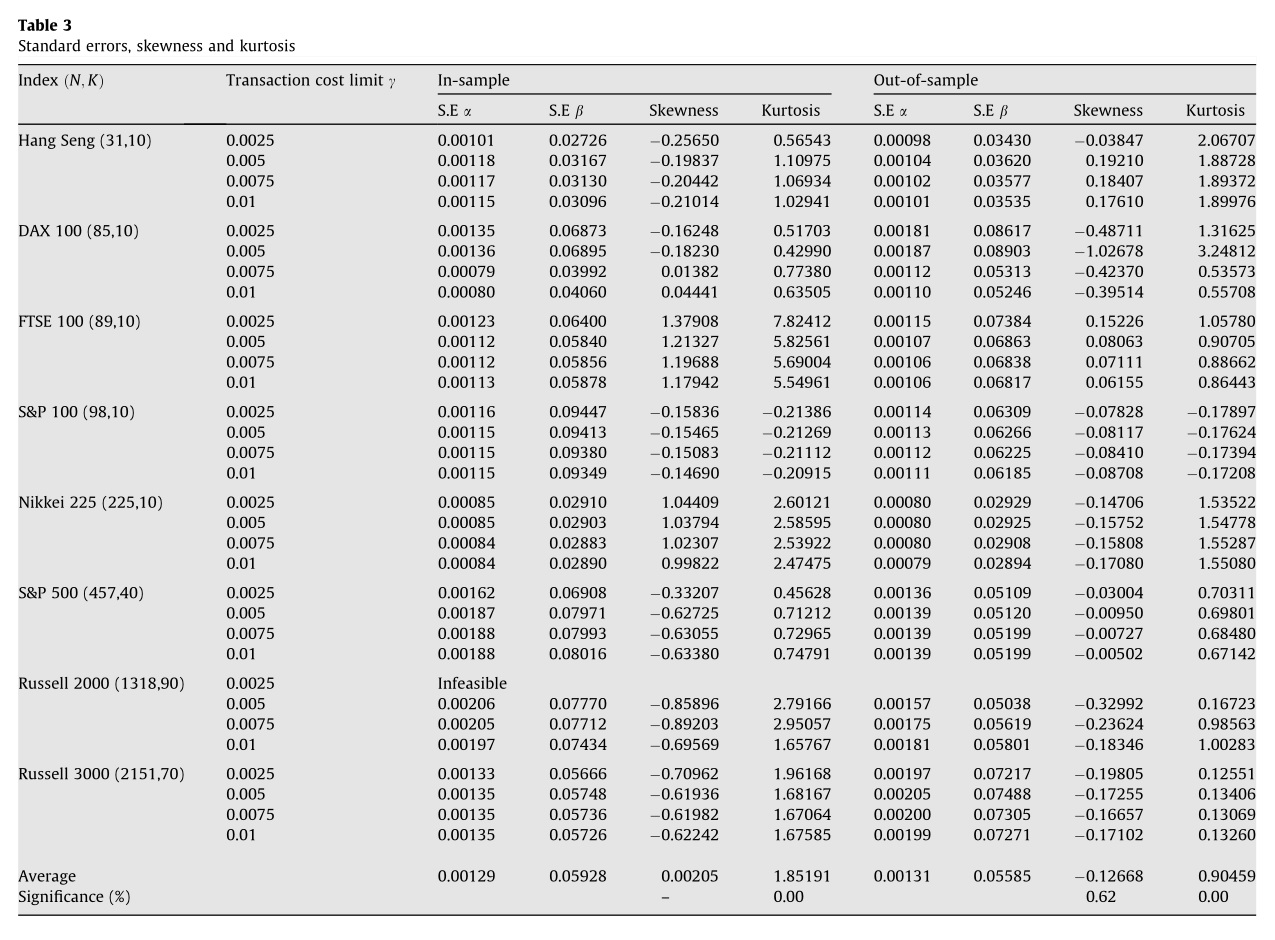 Table 3
Standard errors, skewness and kurtosis
Index (N, K) Transaction cost limit γ In-sample Out-of-sample
S.E α S.E β Skewness Kurtosis S.E α S.E β Skewness Kurtosis
Hang Seng (31,10) 0.0025 0.00101 0.02726 −0.25650 0.56543 0.00098 0.03430 −0.03847 2.06707
0.005 0.00118 0.03167 −0.19837 1.10975 0.00104 0.03620 0.19210 1.88728
0.0075 0.00117 0.03130 −0.20442 1.06934 0.00102 0.03577 0.18407 1.89372
0.01 0.00115 0.03096 −0.21014 1.02941 0.00101 0.03535 0.17610 1.89976
DAX 100 (85,10) 0.0025 0.00135 0.06873 −0.16248 0.51703 0.00181 0.08617 −0.48711 1.31625
0.005 0.00136 0.06895 −0.18230 0.42990 0.00187 0.08903 −1.02678 3.24812
0.0075 0.00079 0.03992 0.01382 0.77380 0.00112 0.05313 −0.42370 0.53573
0.01 0.00080 0.04060 0.04441 0.63505 0.00110 0.05246 −0.39514 0.55708
FTSE 100 (89,10) 0.0025 0.00123 0.06400 1.37908 7.82412 0.00115 0.07384 0.15226 1.05780
0.005 0.00112 0.05840 1.21327 5.82561 0.00107 0.06863 0.08063 0.90705
0.0075 0.00112 0.05856 1.19688 5.69004 0.00106 0.06838 0.07111 0.88662
0.01 0.00113 0.05878 1.17942 5.54961 0.00106 0.06817 0.06155 0.86443
S&P 100 (98,10) 0.0025 0.00116 0.09447 −0.15836 −0.21386 0.00114 0.06309 −0.07828 −0.17897
0.005 0.00115 0.09413 −0.15465 −0.21269 0.00113 0.06266 −0.08117 −0.17624
0.0075 0.00115 0.09380 −0.15083 −0.21112 0.00112 0.06225 −0.08410 −0.17394
0.01 0.00115 0.09349 −0.14690 −0.20915 0.00111 0.06185 −0.08708 −0.17208
Nikkei 225 (225,10) 0.0025 0.00085 0.02910 1.04409 2.60121 0.00080 0.02929 −0.14706 1.53522
0.005 0.00085 0.02903 1.03794 2.58595 0.00080 0.02925 −0.15752 1.54778
0.0075 0.00084 0.02883 1.02307 2.53922 0.00080 0.02908 −0.15808 1.55287
0.01 0.00084 0.02890 0.99822 2.47475 0.00079 0.02894 −0.17080 1.55080
S&P 500 (457,40) 0.0025 0.00162 0.06908 −0.33207 0.45628 0.00136 0.05109 −0.03004 0.70311
0.005 0.00187 0.07971 −0.62725 0.71212 0.00139 0.05120 −0.00950 0.69801
0.0075 0.00188 0.07993 −0.63055 0.72965 0.00139 0.05199 −0.00727 0.68480
0.01 0.00188 0.08016 −0.63380 0.74791 0.00139 0.05199 −0.00502 0.67142
Russell 2000 (1318,90) 0.0025 Infeasible
0.005 0.00206 0.07770 −0.85896 2.79166 0.00157 0.05038 −0.32992 0.16723
0.0075 0.00205 0.07712 −0.89203 2.95057 0.00175 0.05619 −0.23624 0.98563
0.01 0.00197 0.07434 −0.69569 1.65767 0.00181 0.05801 −0.18346 1.00283
Russell 3000 (2151,70) 0.0025 0.00133 0.05666 −0.70962 1.96168 0.00197 0.07217 −0.19805 0.12551
0.005 0.00135 0.05748 −0.61936 1.68167 0.00205 0.07488 −0.17255 0.13406
0.0075 0.00135 0.05736 −0.61982 1.67064 0.00200 0.07305 −0.16657 0.13069
0.01 0.00135 0.05726 −0.62242 1.67585 0.00199 0.07271 −0.17102 0.13260
Average 0.00129 0.05928 0.00205 1.85191 0.00131 0.05585 −0.12668 0.90459
Significance (%) – 0.00 0.62 0.00